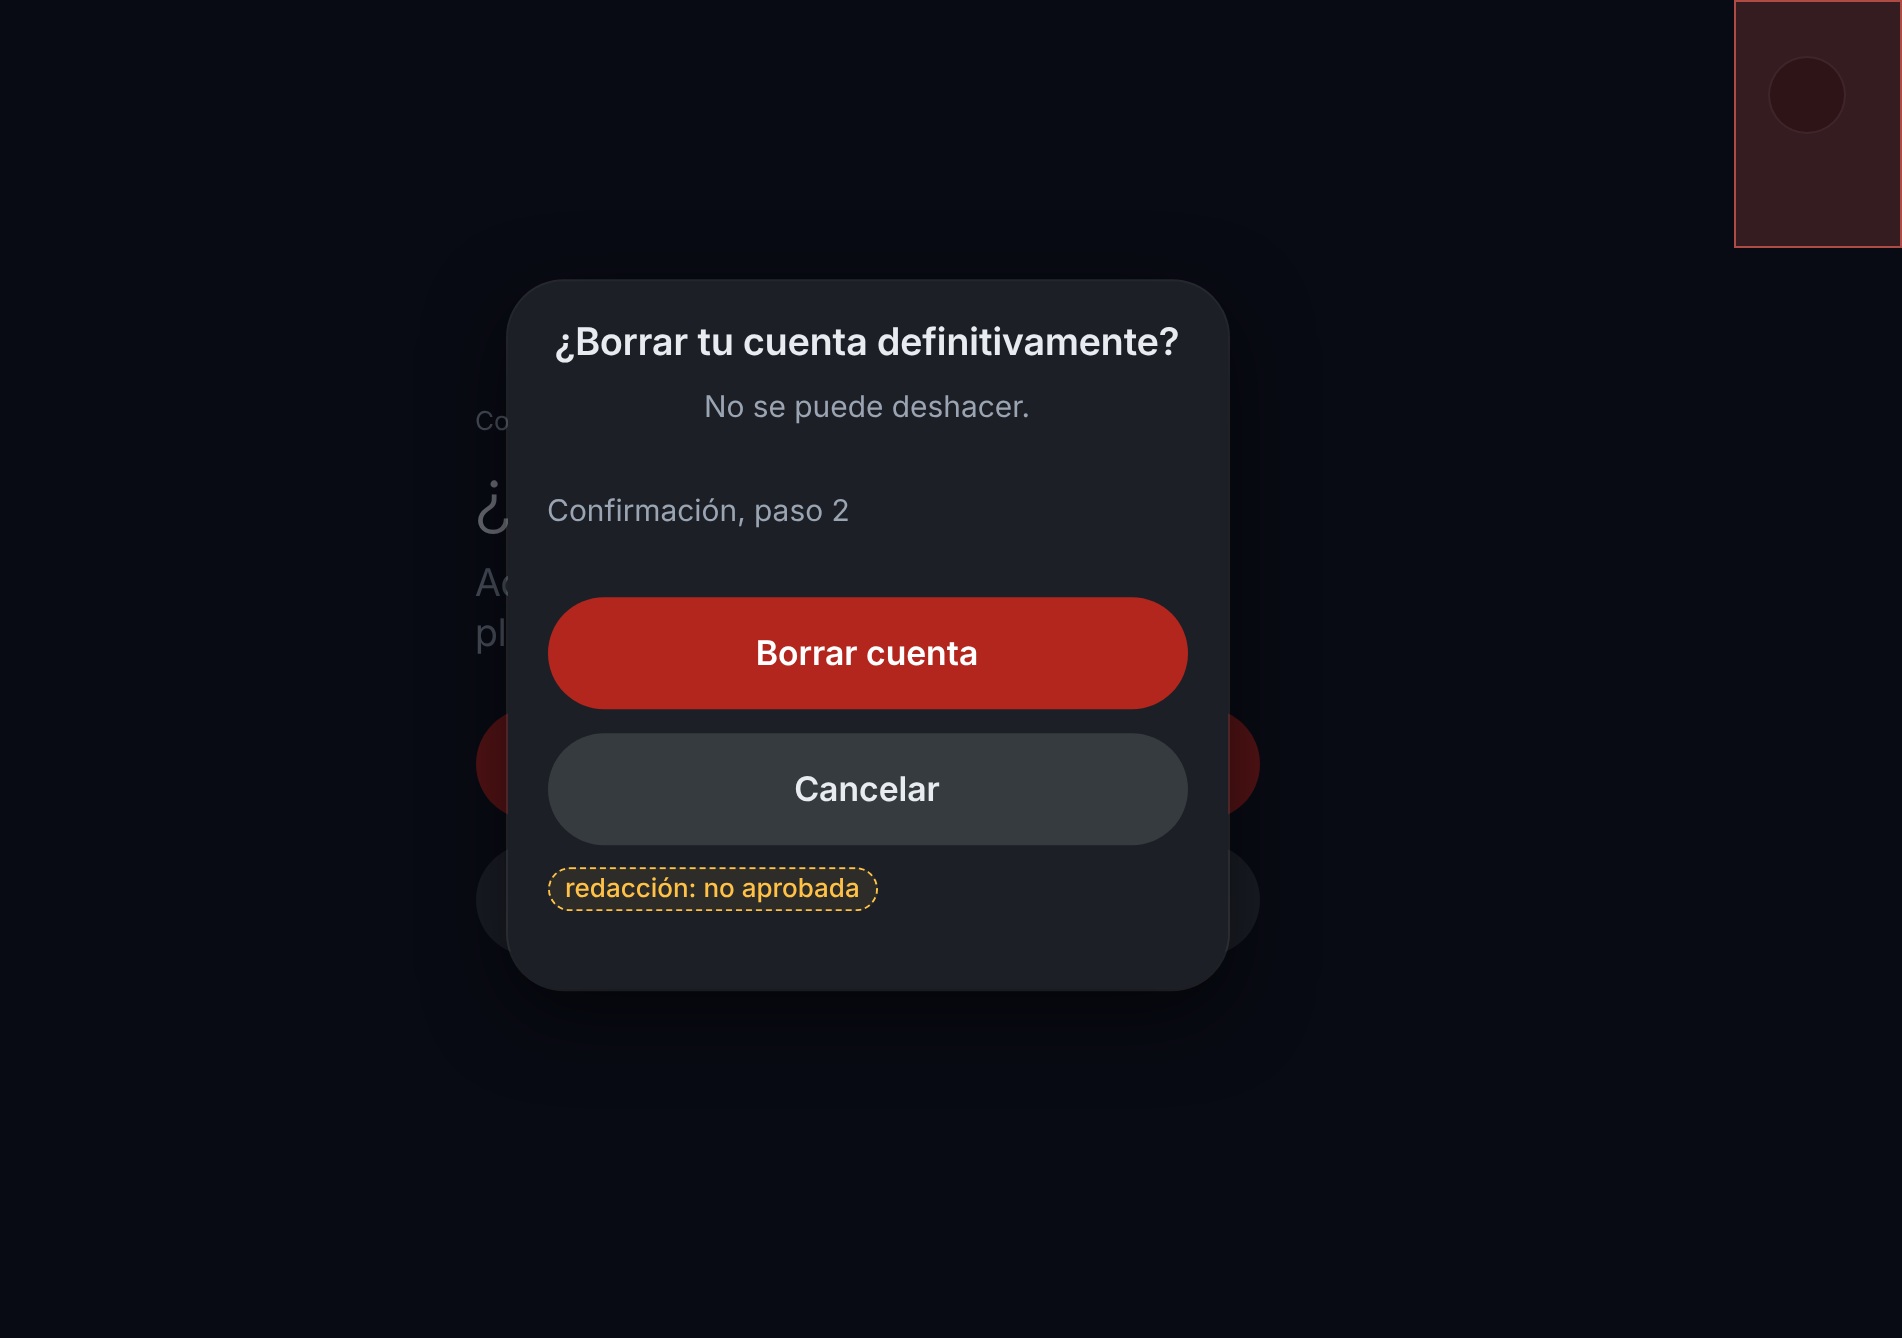 ¿Borrar tu cuenta definitivamente?
No se puede deshacer.
Confirmación, paso 2
Borrar cuenta
Cancelar
redacción: no aprobada